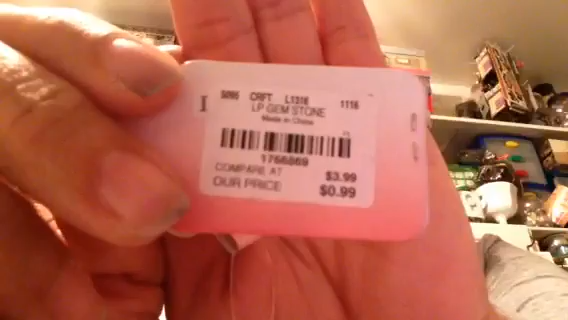 I 5095 CRFT L1316 1116
LP GEM STONE
Made in China
1766869
COMPARE AT $3.99
OUR PRICE $0.99